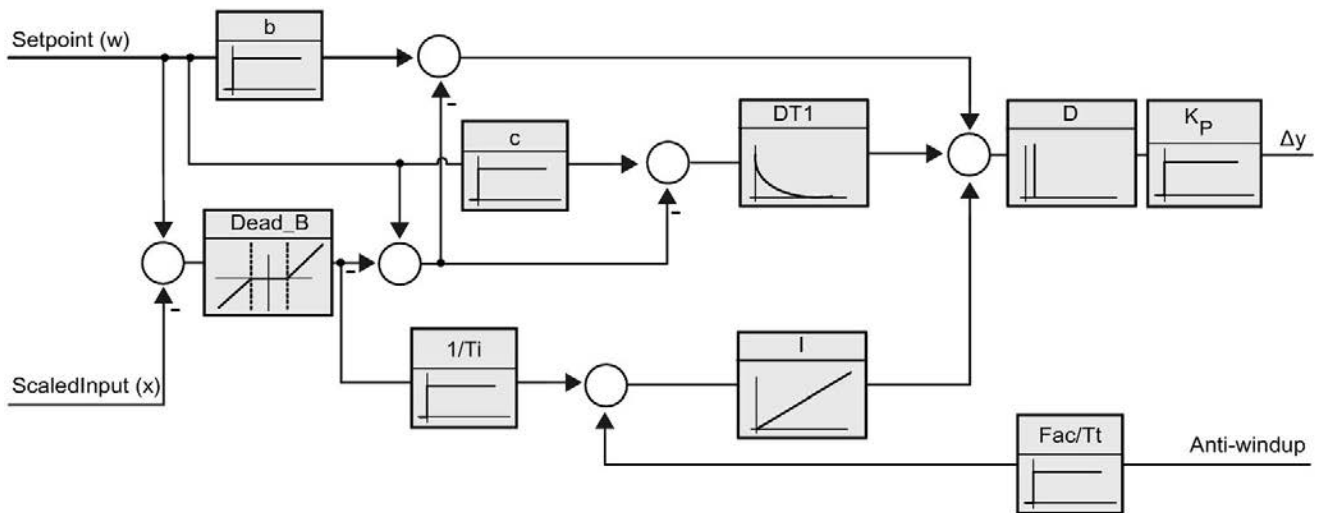 b
Setpoint (w)
-
DT1
D
K_P
c
Δy
-
Dead_B
-
-
1/Ti
I
ScaledInput (x)
Fac/Tt
Anti-windup